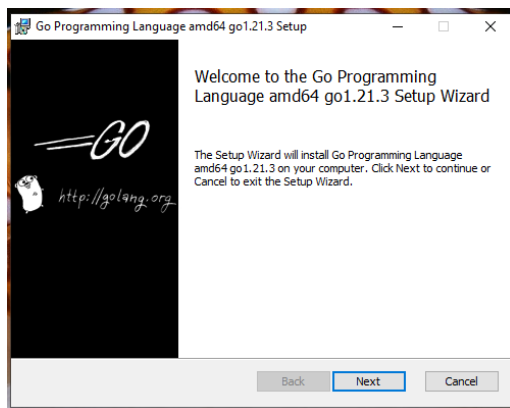 Go Programming Language amd64 go1.21.3 Setup
Welcome to the Go Programming
Language amd64 go1.21.3 Setup Wizard
GO
The Setup Wizard will install Go Programming Language
amd64 go1.21.3 on your computer. Click Next to continue or
Cancel to exit the Setup Wizard.
http://golang.org
Back
Next
Cancel